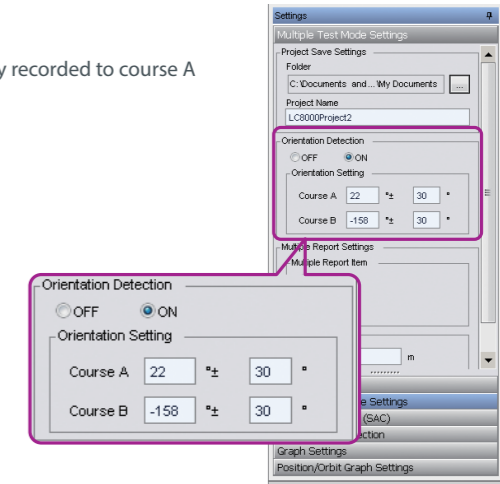 y recorded to course A
Settings
Multiple Test Mode Settings
Project Save Settings
Folder
C:\Documents and... \My Documents ...
Project Name
LC8000Project2
Orientation Detection
OFF ON
Orientation Setting
Course A 22 °± 30 °
Course B -158 °± 30 °
Multiple Report Settings
Multiple Report Item
m
Orientation Detection
OFF ON
Orientation Setting
Course A 22 °± 30 °
Course B -158 °± 30 °
Settings
(SAC)
Graph Settings
Position/Orbit Graph Settings